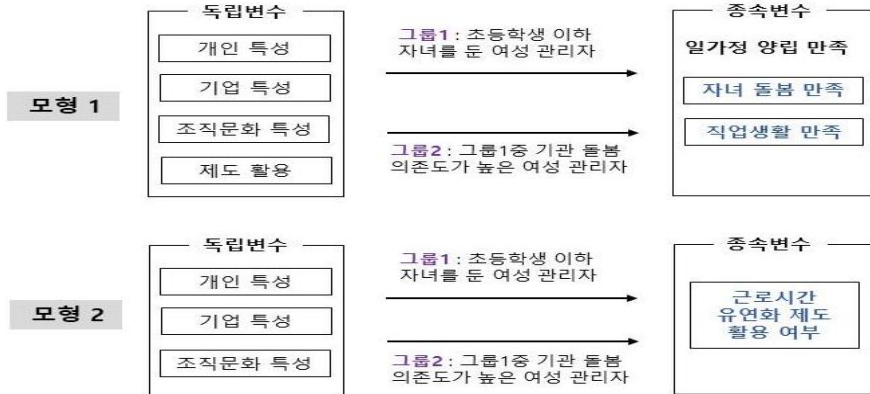 모형 1
독립변수
개인 특성
기업 특성
조직문화 특성
제도 활용
그룹1 : 초등학생 이하
자녀를 둔 여성 관리자
그룹2 : 그룹1중 기관 돌봄
의존도가 높은 여성 관리자
종속변수
일가정 양립 만족
자녀 돌봄 만족
직업생활 만족
모형 2
독립변수
개인 특성
기업 특성
조직문화 특성
그룹1 : 초등학생 이하
자녀를 둔 여성 관리자
그룹2 : 그룹1중 기관 돌봄
의존도가 높은 여성 관리자
종속변수
근로시간
유연화 제도
활용 여부